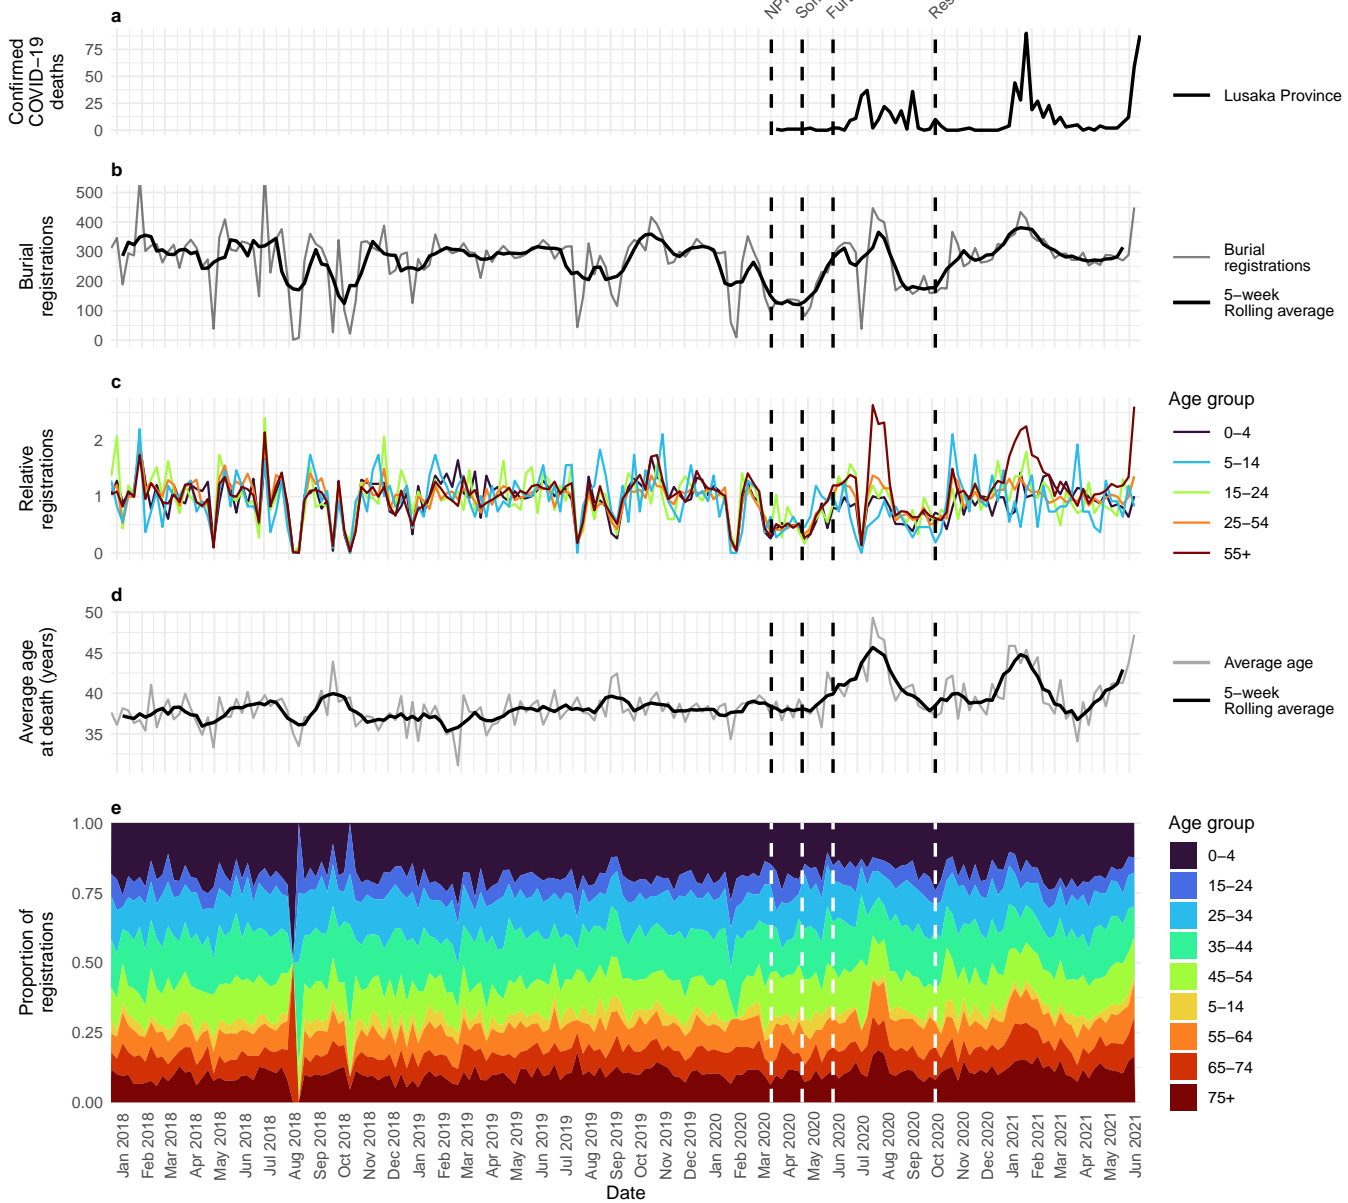 a
Confirmed
COVID−19
deaths
75
50
25
0
Lusaka Province
b
Burial
registrations
500
400
300
200
100
0
Burial
registrations
5−week
Rolling average
c
Relative
registrations
2
1
0
Age group
0−4
5−14
15−24
25−54
55+
d
Average age
at death (years)
50
45
40
35
Average age
5−week
Rolling average
e
Proportion of
registrations
1.00
0.75
0.50
0.25
0.00
Age group
0−4
15−24
25−34
35−44
45−54
5−14
55−64
65−74
75+
Jan 2018
Feb 2018
Mar 2018
Apr 2018
May 2018
Jun 2018
Jul 2018
Aug 2018
Sep 2018
Oct 2018
Nov 2018
Dec 2018
Jan 2019
Feb 2019
Mar 2019
Apr 2019
May 2019
Jun 2019
Jul 2019
Aug 2019
Sep 2019
Oct 2019
Nov 2019
Dec 2019
Jan 2020
Feb 2020
Mar 2020
Apr 2020
May 2020
Jun 2020
Jul 2020
Aug 2020
Sep 2020
Oct 2020
Nov 2020
Dec 2020
Jan 2021
Feb 2021
Mar 2021
Apr 2021
May 2021
Jun 2021
Date